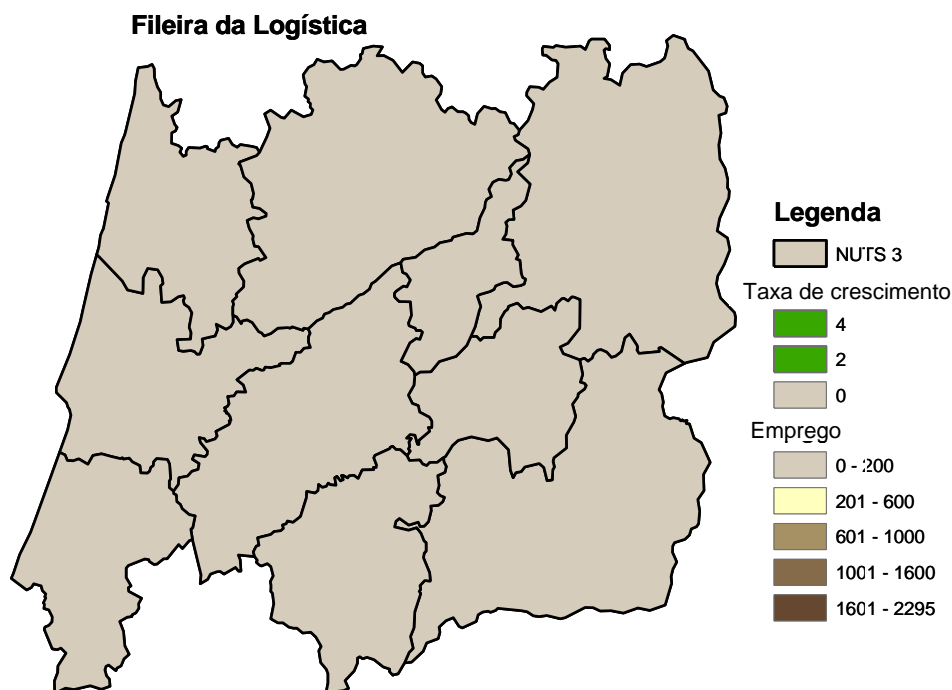 Fileira da Logística
Legenda
NUTS 3
Taxa de crescimento
4
2
0
Emprego
0 - 200
201 - 600
601 - 1000
1001 - 1600
1601 - 2295